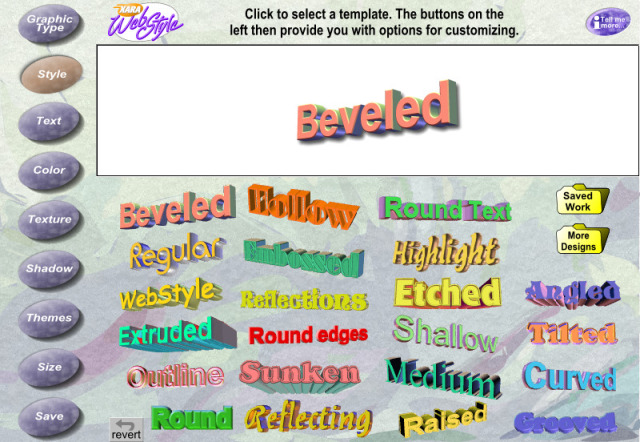 Graphic
Type
XARA
WebStyle
Click to select a template. The buttons on the
left then provide you with options for customizing.
Tell me
more...
Style
Text
Color
Texture
Shadow
Themes
Size
Save
Beveled
Beveled
Hollow
Round Text
Saved
Work
Regular
Embossed
Highlight
More
Designs
WebStyle
Reflections
Etched
Angled
Extruded
Round edges
Shallow
Tilted
Outline
Sunken
Medium
Curved
revert
Round
Reflecting
Raised
Grooved